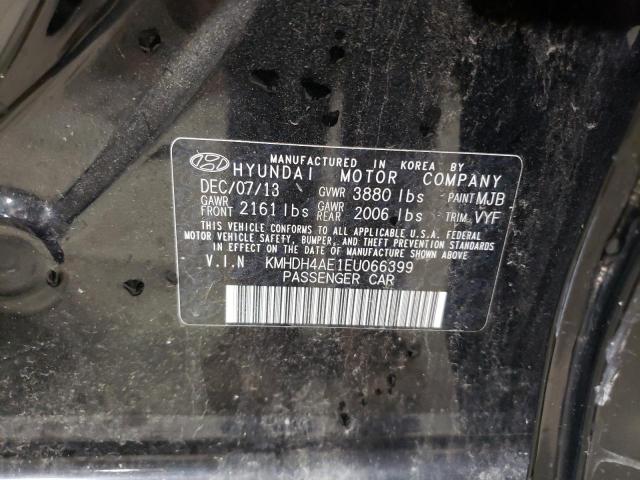 MANUFACTURED IN KOREA BY
HYUNDAI MOTOR COMPANY
DEC/07/13 GVWR 3880 lbs PAINT MJB
GAWR FRONT 2161 lbs GAWR REAR 2006 lbs TRIM VYF
THIS VEHICLE CONFORMS TO ALL APPLICABLE U.S.A. FEDERAL
MOTOR VEHICLE SAFETY, BUMPER, AND THEFT PREVENTION
STANDARDS IN EFFECT ON THE DATE OF MANUFACTURE SHOWN ABOVE.
V.I.N KMHDH4AE1EU066399
PASSENGER CAR